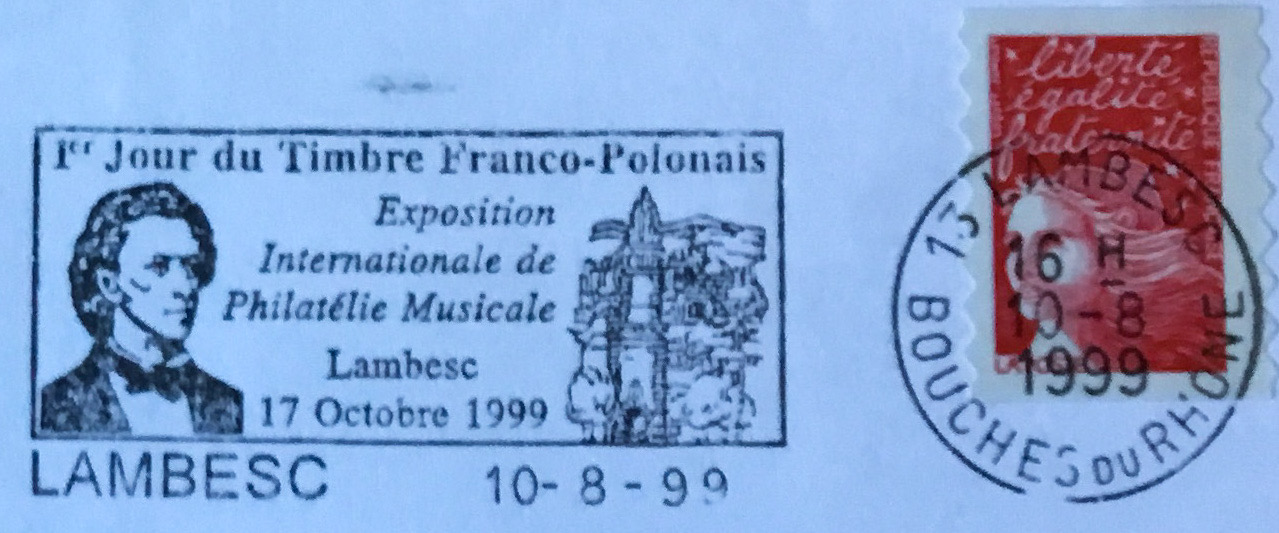 1er Jour du Timbre Franco-Polonais
Exposition
Internationale de
Philatélie Musicale
Lambesc
17 Octobre 1999
LAMBESC 10-8-99
liberté
égalité
fraternité
13 LAMBESC A
16 H
10-8
1999
BOUCHES DU RHONE